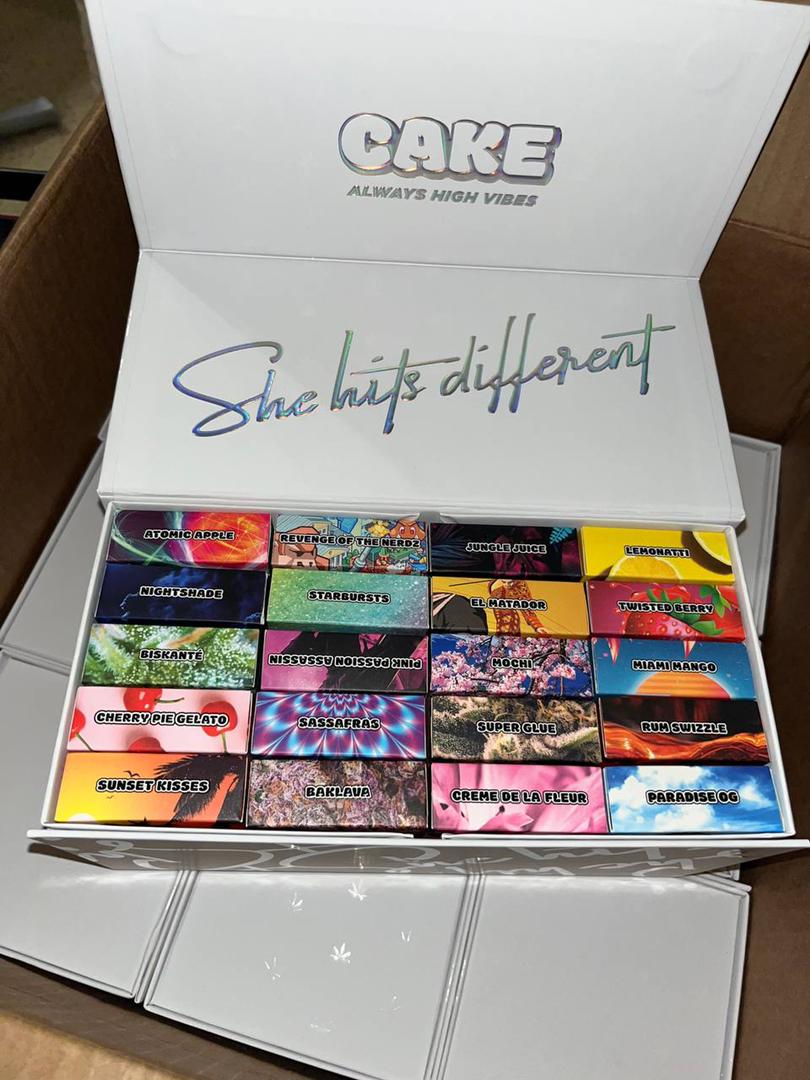 CAKE
ALWAYS HIGH VIBES
She hits different
ATOMIC APPLE
REVENGE OF THE NERDZ
JUNGLE JUICE
LEMONATTI
NIGHTSHADE
STARBURSTS
EL MATADOR
TWISTED BERRY
BISKANTÉ
PINK PASSION ASSASSIN
MOCHI
MIAMI MANGO
CHERRY PIE GELATO
SASSAFRAS
SUPER GLUE
RUM SWIZZLE
SUNSET KISSES
BAKLAVA
CREME DE LA FLEUR
PARADISE OG